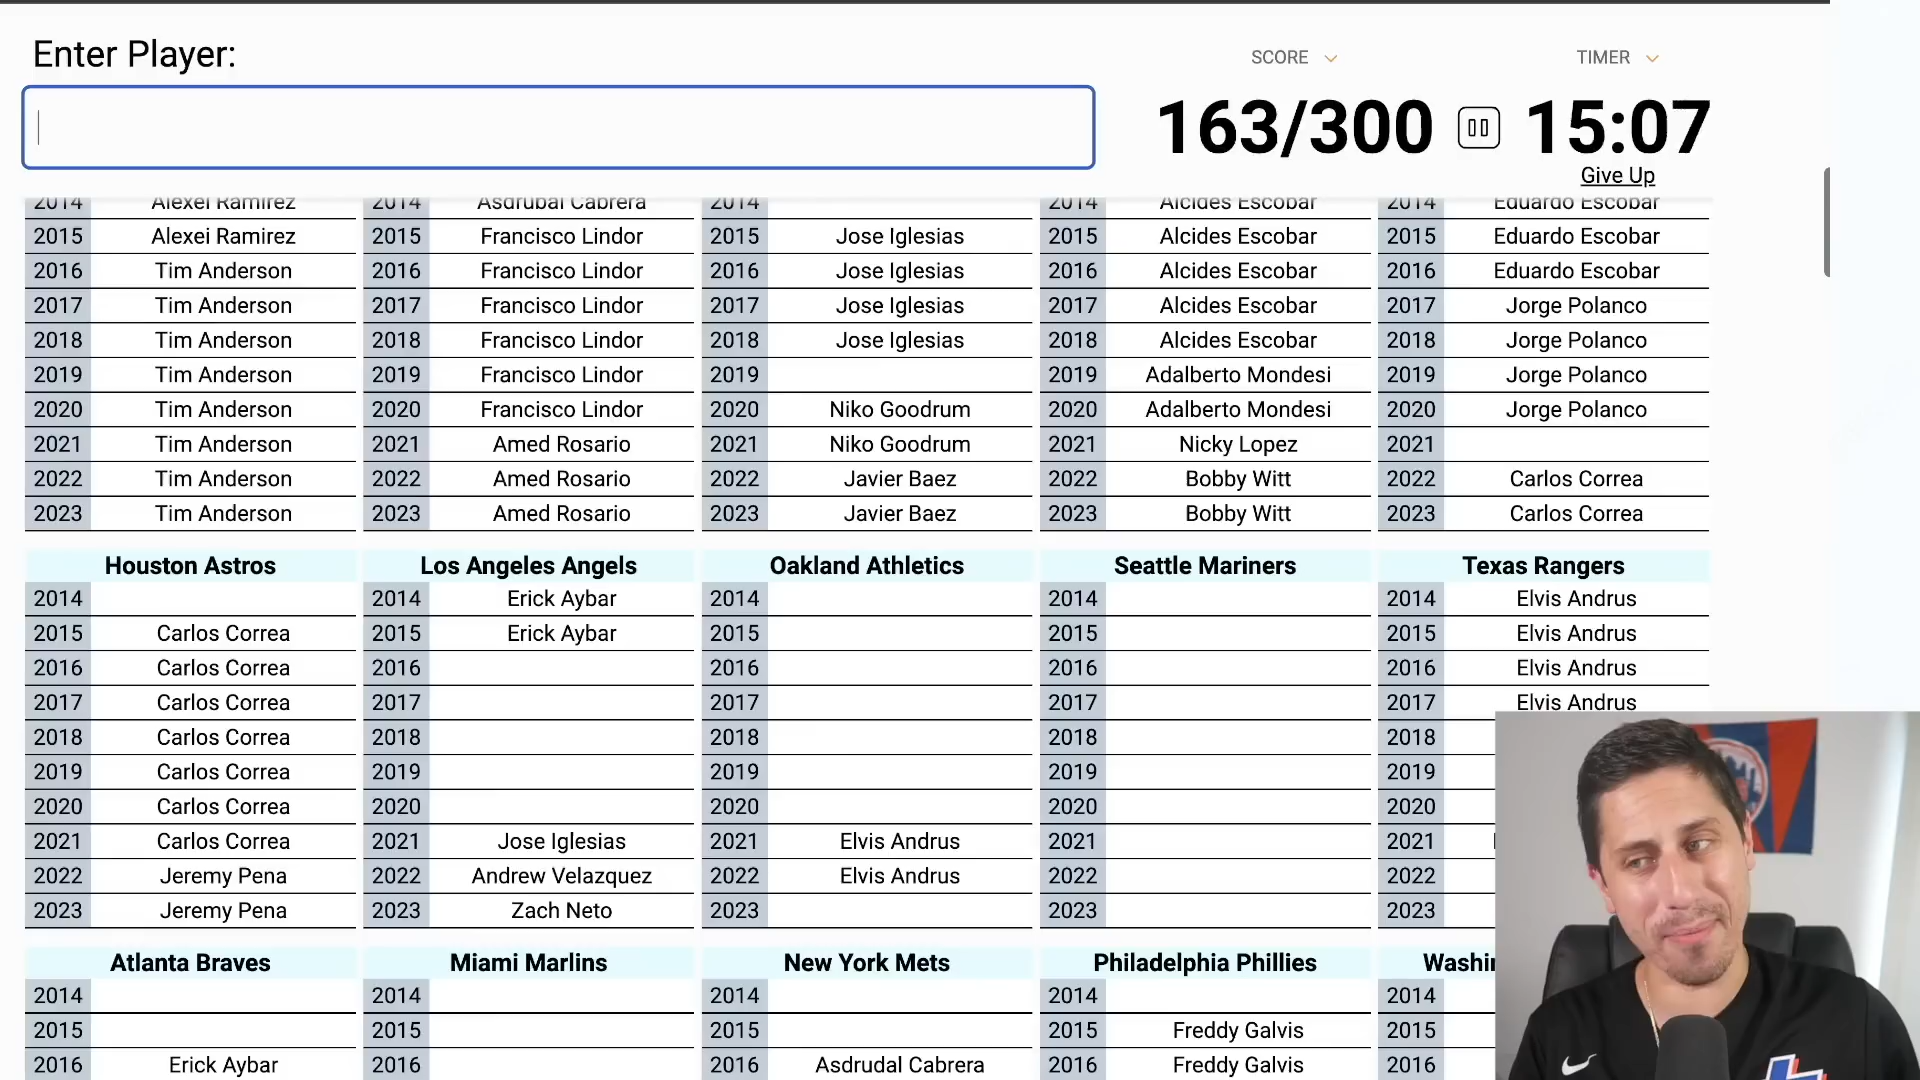 Enter Player:
SCORE TIMER
163/300 15:07
Give Up
2014 Alexei Ramirez 2014 Asdrubal Cabrera 2014 2014 Alcides Escobar 2014 Eduardo Escobar
2015 Alexei Ramirez 2015 Francisco Lindor 2015 Jose Iglesias 2015 Alcides Escobar 2015 Eduardo Escobar
2016 Tim Anderson 2016 Francisco Lindor 2016 Jose Iglesias 2016 Alcides Escobar 2016 Eduardo Escobar
2017 Tim Anderson 2017 Francisco Lindor 2017 Jose Iglesias 2017 Alcides Escobar 2017 Jorge Polanco
2018 Tim Anderson 2018 Francisco Lindor 2018 Jose Iglesias 2018 Alcides Escobar 2018 Jorge Polanco
2019 Tim Anderson 2019 Francisco Lindor 2019 2019 Adalberto Mondesi 2019 Jorge Polanco
2020 Tim Anderson 2020 Francisco Lindor 2020 Niko Goodrum 2020 Adalberto Mondesi 2020 Jorge Polanco
2021 Tim Anderson 2021 Amed Rosario 2021 Niko Goodrum 2021 Nicky Lopez 2021
2022 Tim Anderson 2022 Amed Rosario 2022 Javier Baez 2022 Bobby Witt 2022 Carlos Correa
2023 Tim Anderson 2023 Amed Rosario 2023 Javier Baez 2023 Bobby Witt 2023 Carlos Correa
Houston Astros Los Angeles Angels Oakland Athletics Seattle Mariners Texas Rangers
2014 2014 Erick Aybar 2014 2014 2014 Elvis Andrus
2015 Carlos Correa 2015 Erick Aybar 2015 2015 2015 Elvis Andrus
2016 Carlos Correa 2016 2016 2016 2016 Elvis Andrus
2017 Carlos Correa 2017 2017 2017 2017 Elvis Andrus
2018 Carlos Correa 2018 2018 2018 2018
2019 Carlos Correa 2019 2019 2019 2019
2020 Carlos Correa 2020 2020 2020 2020
2021 Carlos Correa 2021 Jose Iglesias 2021 Elvis Andrus 2021 2021
2022 Jeremy Pena 2022 Andrew Velazquez 2022 Elvis Andrus 2022 2022
2023 Jeremy Pena 2023 Zach Neto 2023 2023 2023
Atlanta Braves Miami Marlins New York Mets Philadelphia Phillies Washi
2014 2014 2014 2014 2014
2015 2015 2015 2015 Freddy Galvis 2015
2016 Erick Aybar 2016 2016 Asdrudal Cabrera 2016 Freddy Galvis 2016